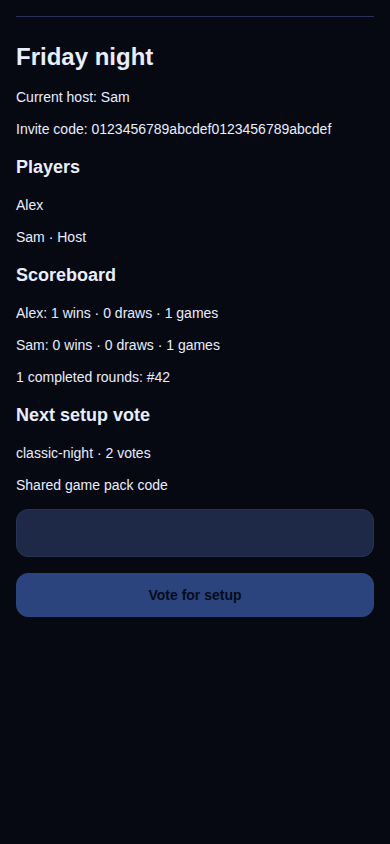 Friday night
Current host: Sam
Invite code: 0123456789abcdef0123456789abcdef
Players
Alex
Sam · Host
Scoreboard
Alex: 1 wins · 0 draws · 1 games
Sam: 0 wins · 0 draws · 1 games
1 completed rounds: #42
Next setup vote
classic-night · 2 votes
Shared game pack code
Vote for setup